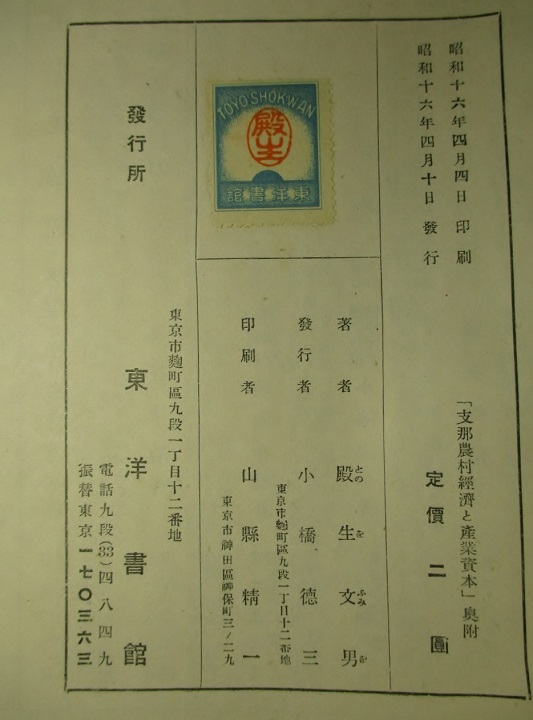 昭和十六年四月四日 印刷
昭和十六年四月十日 發行
「支那農村經濟と產業資本」奥附
定價二圓
著者 殿生文男
との を ふみ を
發行者 小橋德三
東京市麴町區九段一丁目十二番地
印刷者 山縣精一
東京市神田區神保町三ノ二九
TOYO SHOKWAN
殿生
東洋書館
東京市麴町區九段一丁目十二番地
發行所 東洋書館
電話九段(33)四八四九
振替東京一七〇三六三